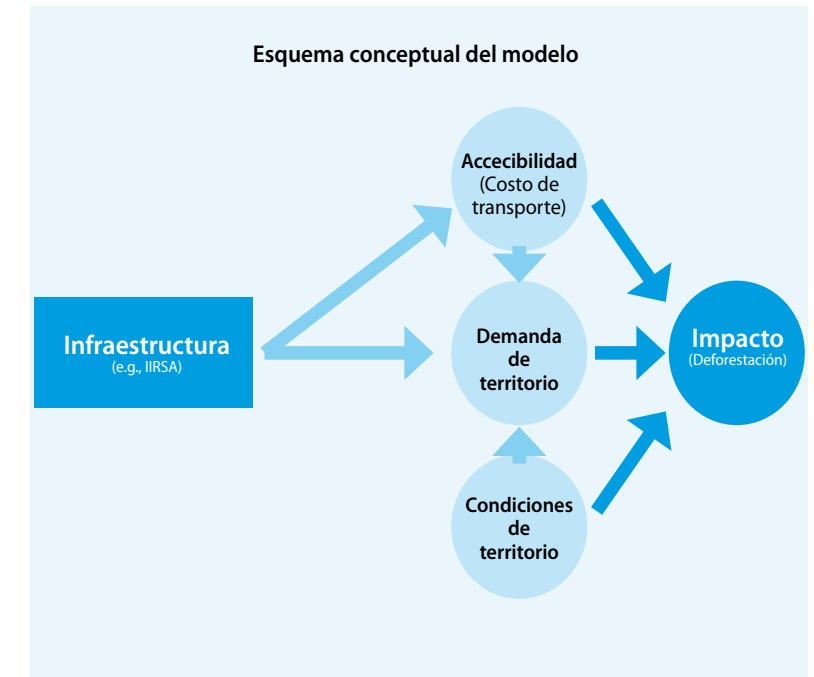 Esquema conceptual del modelo
Accecibilidad
(Costo de
transporte)
Infraestructura
(e.g., IIRSA)
Demanda
de
territorio
Impacto
(Deforestación)
Condiciones
de
territorio